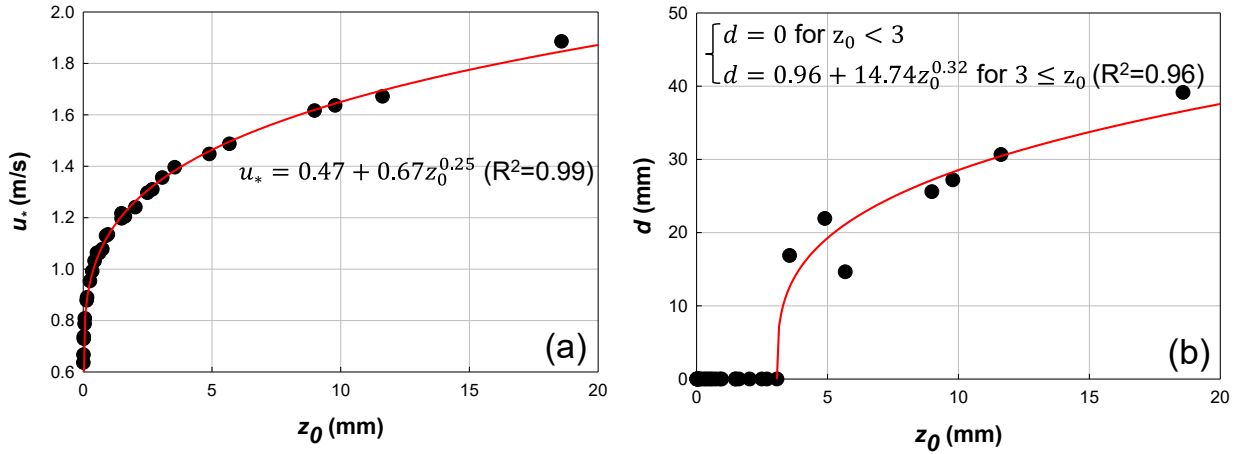 2.0
1.8
1.6
1.4
1.2
1.0
0.8
0.6
0
5
10
15
20
u* (m/s)
z0 (mm)
u* = 0.47 + 0.67z0^0.25 (R²=0.99)
(a)
50
40
30
20
10
0
0
5
10
15
20
d (mm)
z0 (mm)
d = 0 for z0 < 3
d = 0.96 + 14.74z0^0.32 for 3 ≤ z0 (R²=0.96)
(b)